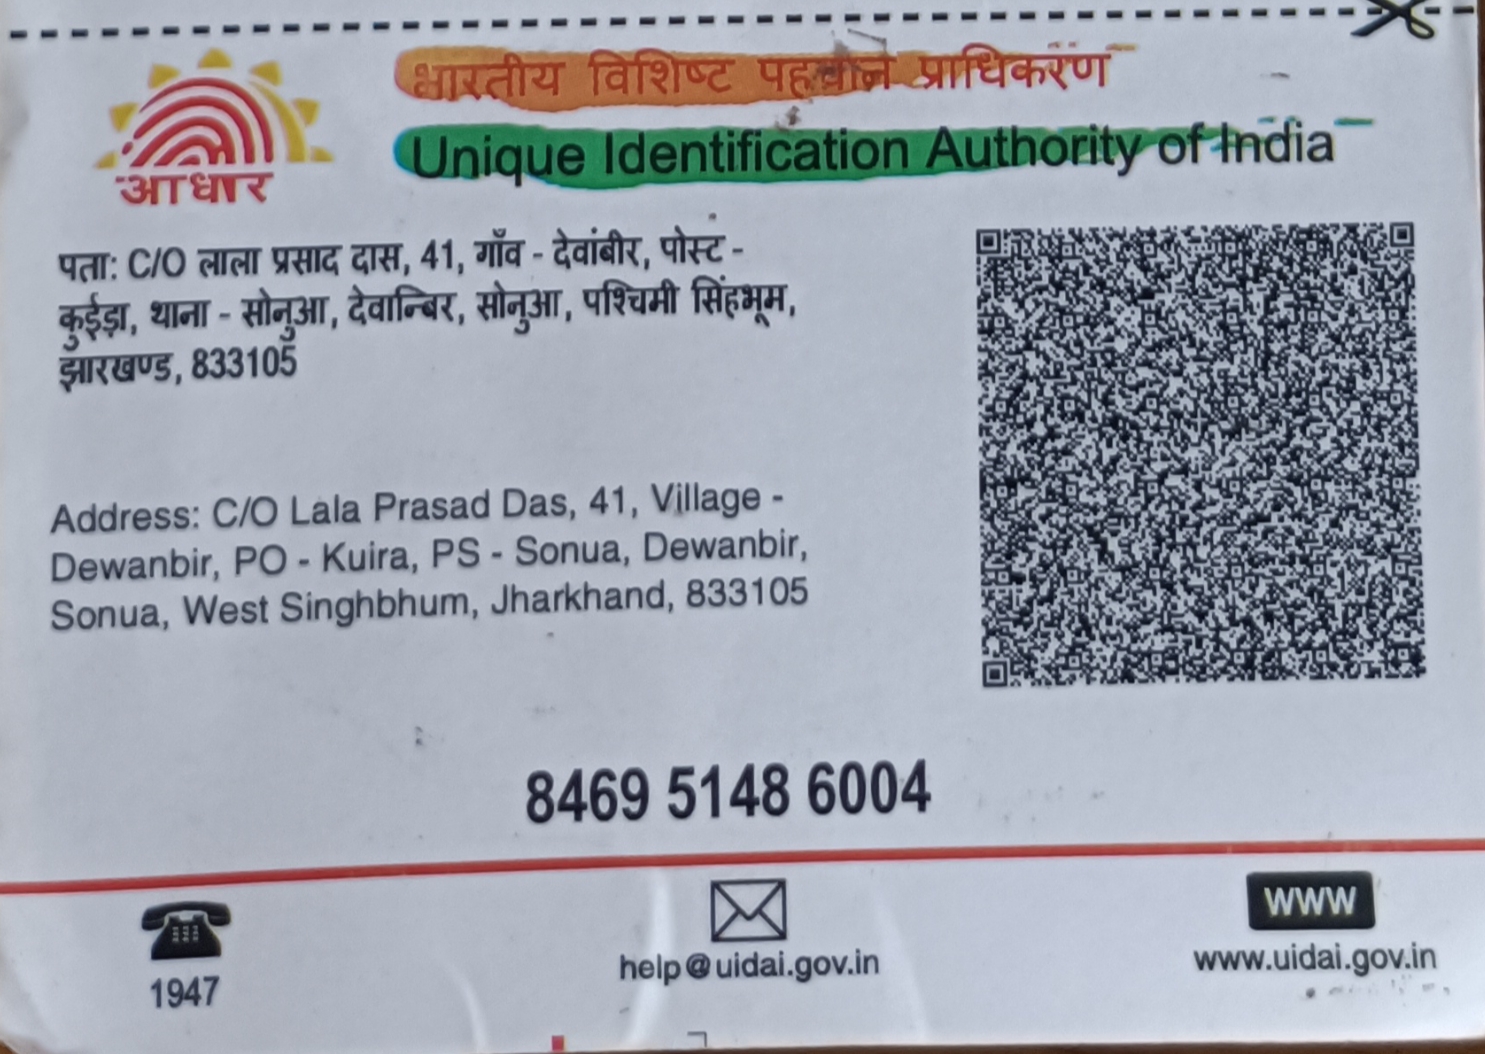 भारतीय विशिष्ट पहचान प्राधिकरण
Unique Identification Authority of India
आधार
पता: C/O लाला प्रसाद दास, 41, गाँव - देवांबीर, पोस्ट -
कुईड़ा, थाना - सोनुआ, देवान्बिर, सोनुआ, पश्चिमी सिंहभूम,
झारखण्ड, 833105
Address: C/O Lala Prasad Das, 41, Village -
Dewanbir, PO - Kuira, PS - Sonua, Dewanbir,
Sonua, West Singhbhum, Jharkhand, 833105
8469 5148 6004
WWW
1947
help@uidai.gov.in
www.uidai.gov.in